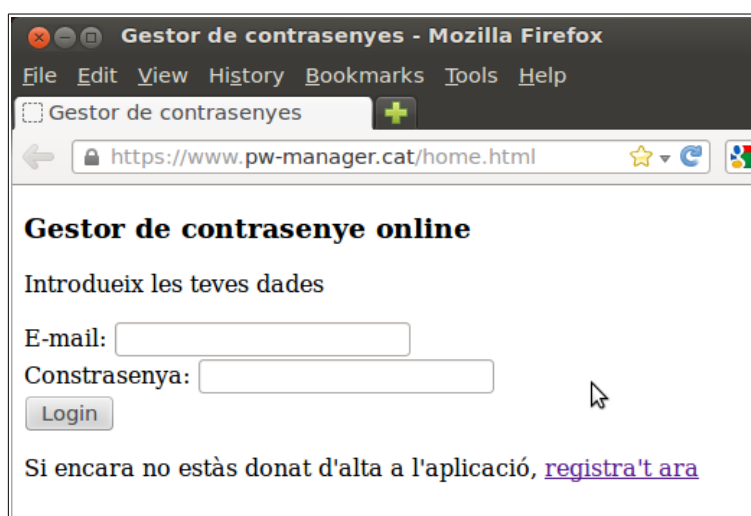 Gestor de contrasenyes - Mozilla Firefox
File Edit View History Bookmarks Tools Help
Gestor de contrasenyes
https://www.pw-manager.cat/home.html
Gestor de contrasenye online
Introdueix les teves dades
E-mail:
Constrasenya:
Login
Si encara no estàs donat d'alta a l'aplicació, registra't ara